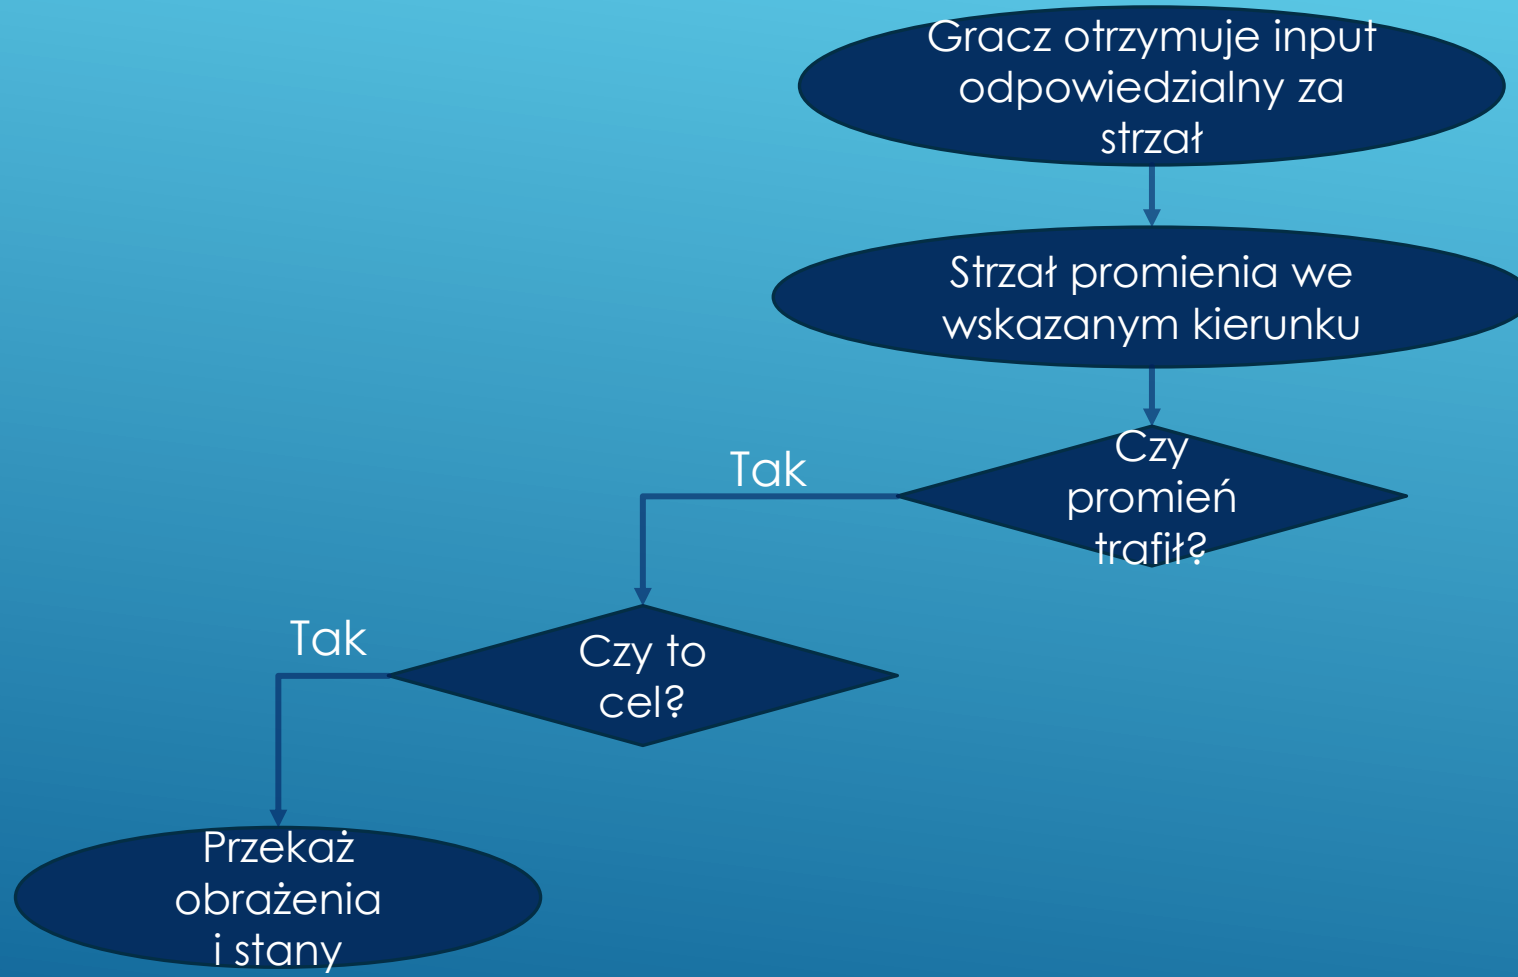 Gracz otrzymuje input
odpowiedzialny za
strzał
Strzał promienia we
wskazanym kierunku
Czy
promień
trafił?
Tak
Czy to
cel?
Tak
Przekaż
obrażenia
i stany